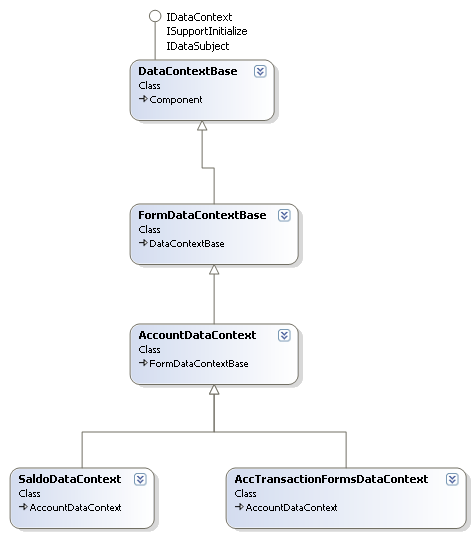 IDataContext
ISupportInitialize
IDataSubject
DataContextBase
Class
Component
FormDataContextBase
Class
DataContextBase
AccountDataContext
Class
FormDataContextBase
SaldoDataContext
Class
AccountDataContext
AccTransactionFormsDataContext
Class
AccountDataContext